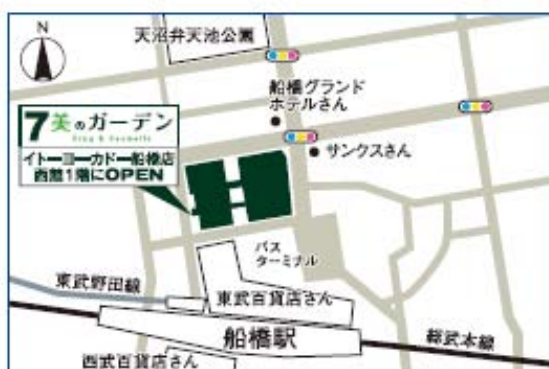 N
天沼弁天池公園
船橋グランド
ホテルさん
7美のガーデン
イトーヨーカドー船橋店
西館1階にOPEN
サンクスさん
バス
ターミナル
東武野田線
東武百貨店さん
船橋駅
総武本線
西武百貨店さん